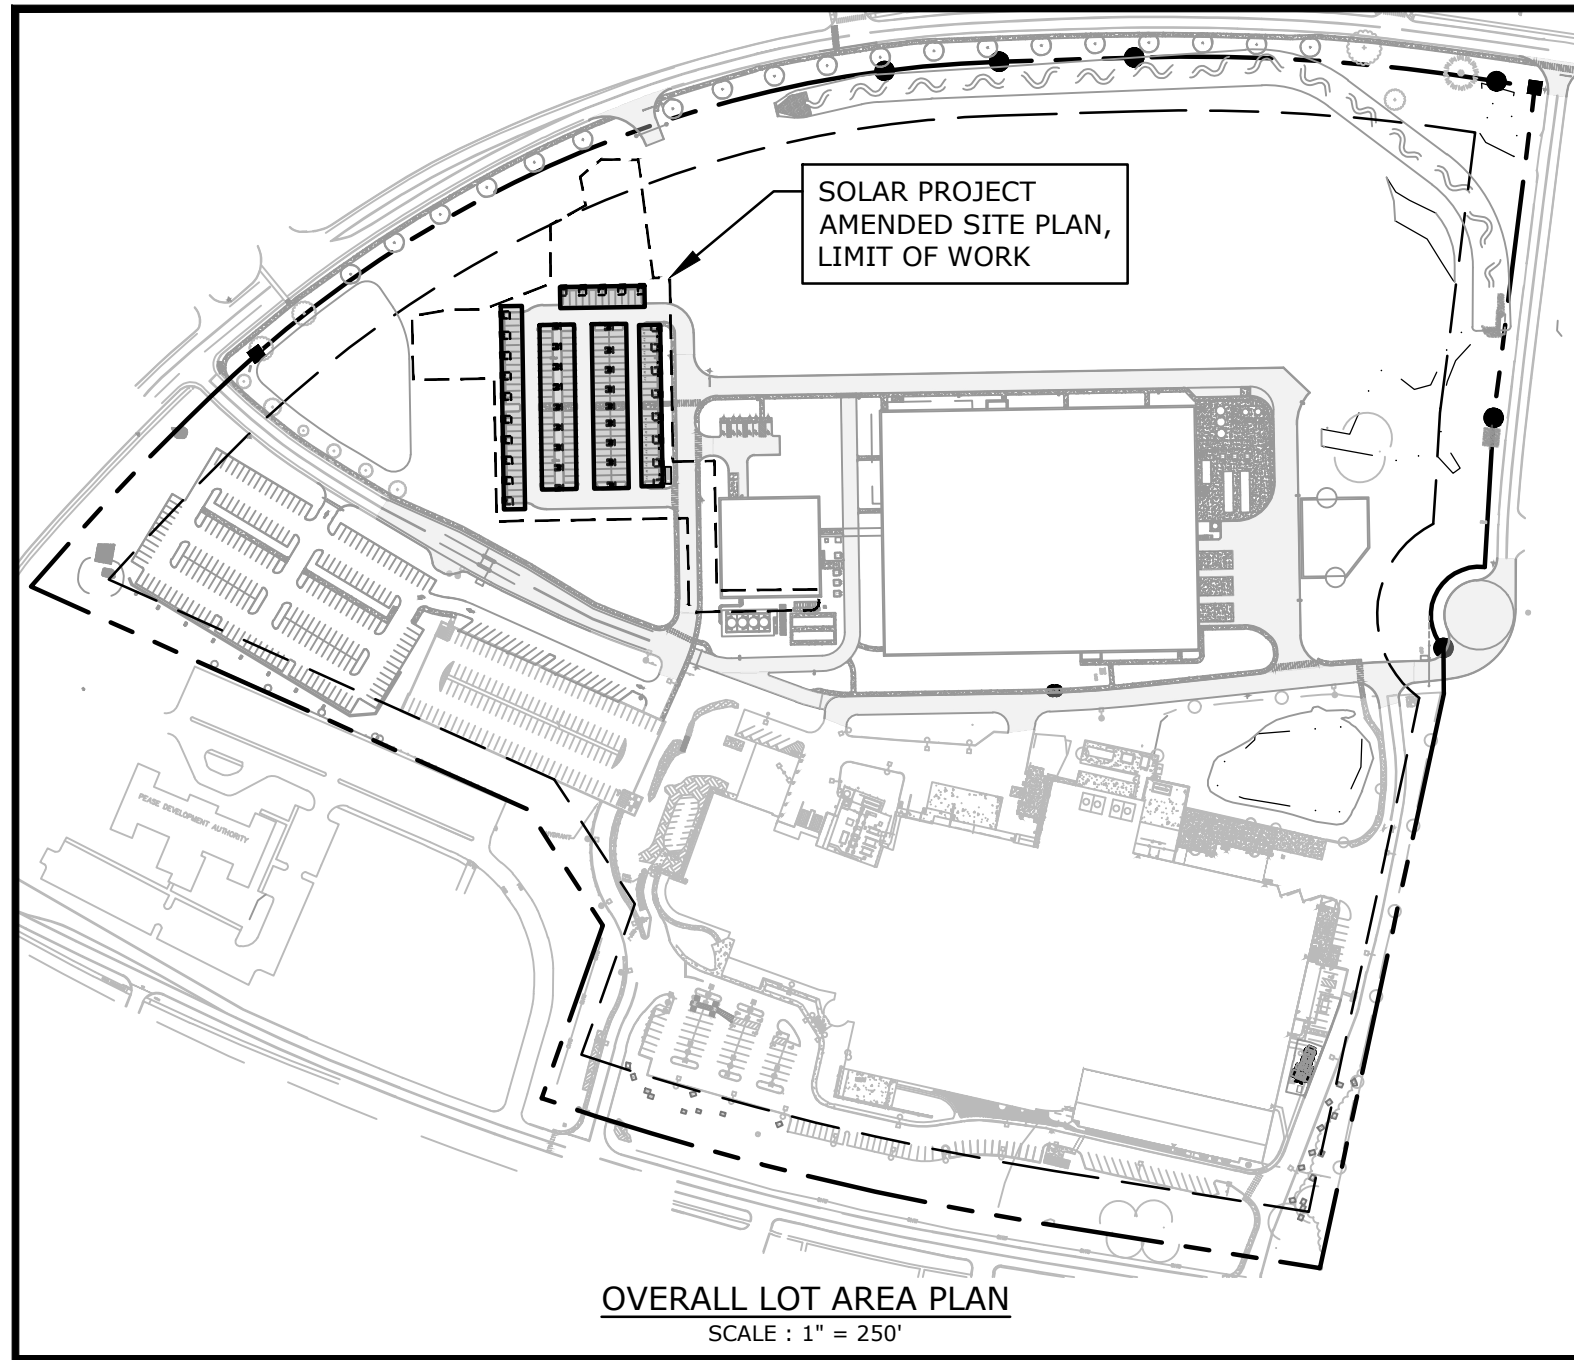 SOLAR PROJECT
AMENDED SITE PLAN,
LIMIT OF WORK
PEASE DEVELOPMENT AUTHORITY
OVERALL LOT AREA PLAN
SCALE : 1" = 250'